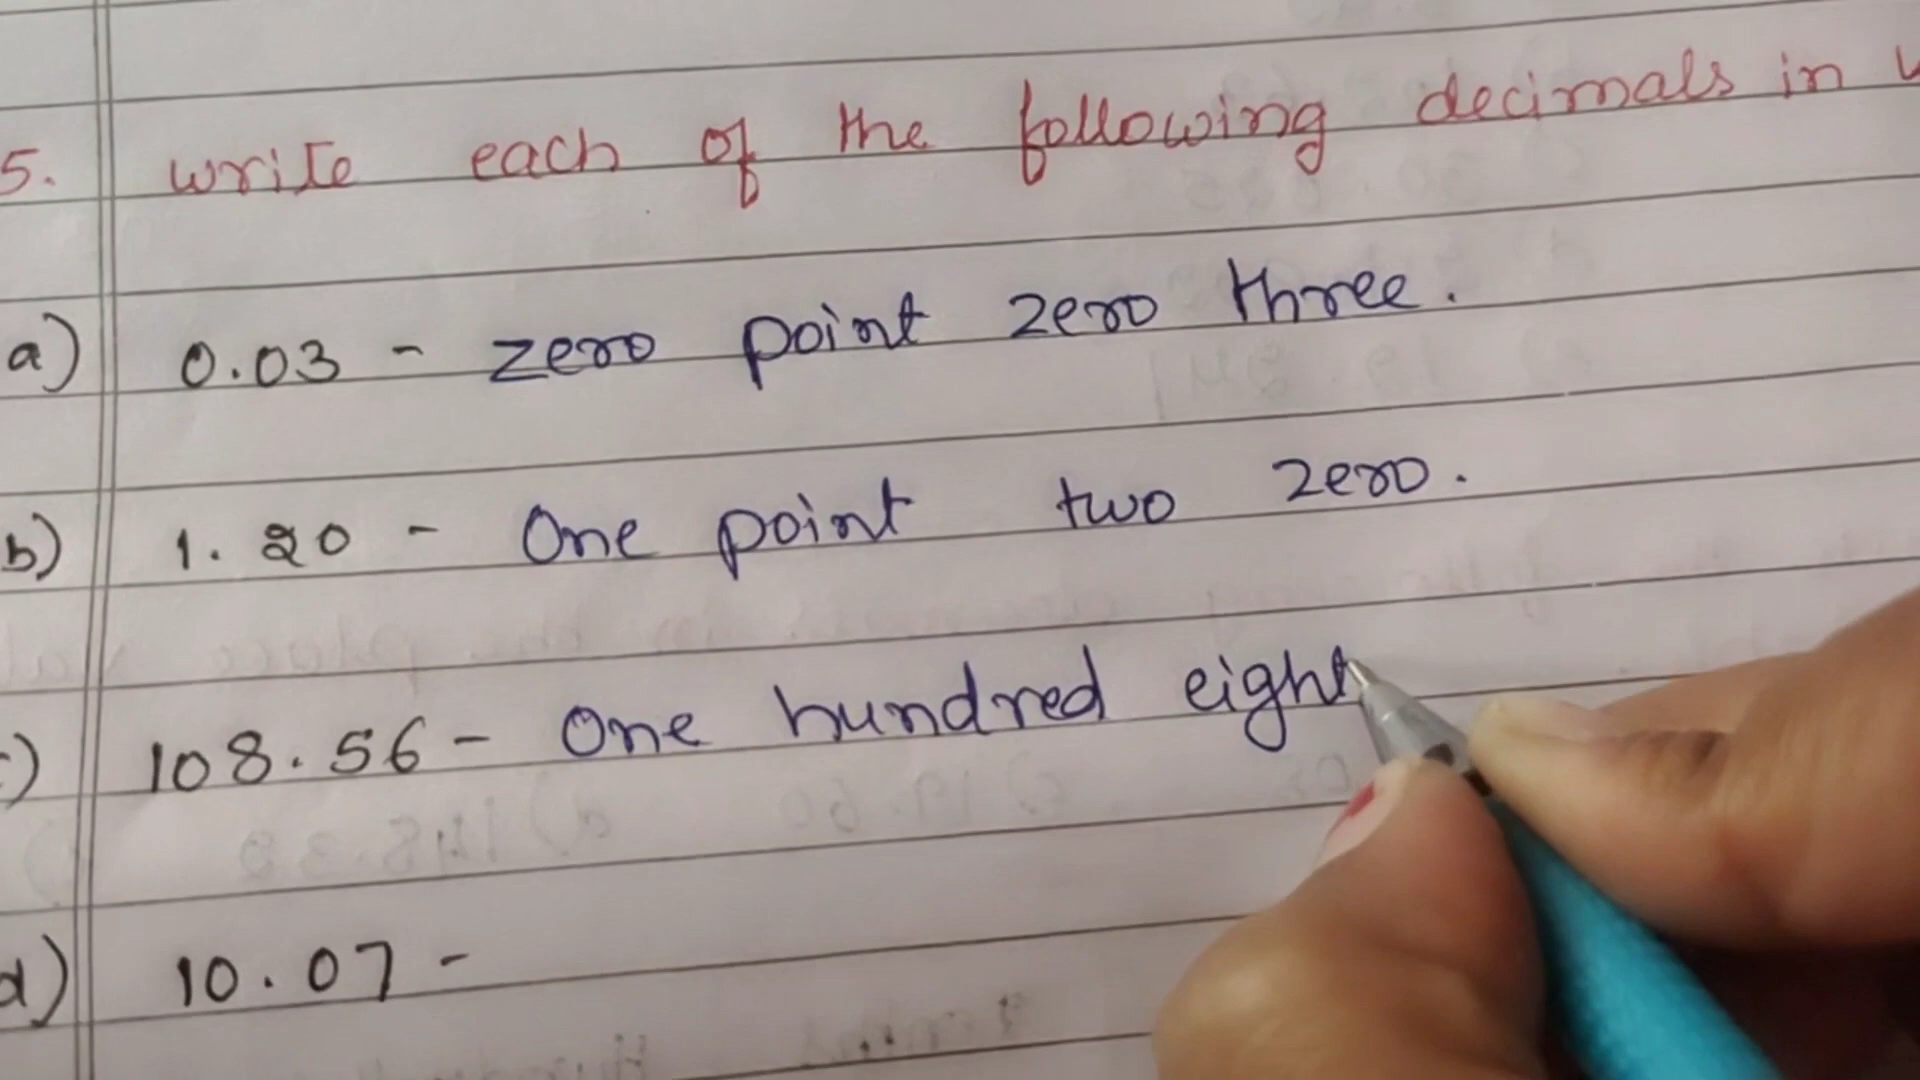 5. write each of the following decimals in
a) 0.03 - zero point zero three.
b) 1.20 - One point two zero.
) 108.56 - One hundred eight
d) 10.07 -